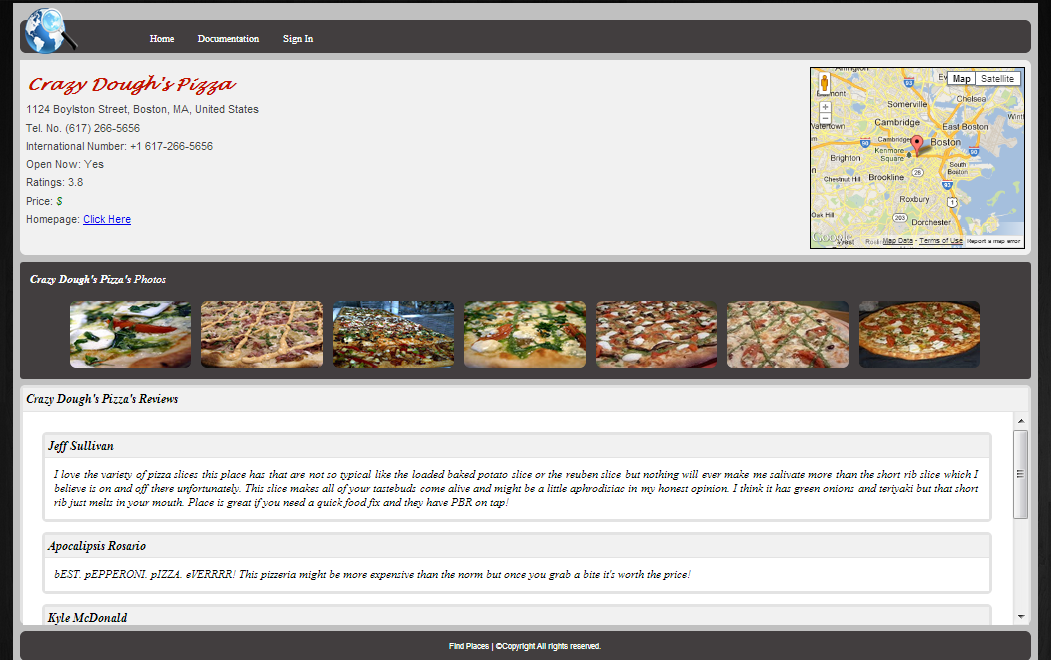 Home Documentation Sign In
Crazy Dough's Pizza
1124 Boylston Street, Boston, MA, United States
Tel. No. (617) 266-5656
International Number: +1 617-266-5656
Open Now: Yes
Ratings: 3.8
Price: $
Homepage: Click Here
Map Satellite
Somerville
Chelsea
Cambridge
East Boston
Watertown
Cambridge
Boston
Kenmore
Square
Brighton
South
Boston
Chestnut Hill
Brookline
Roxbury
Oak Hill
Dorchester
93
90
90
28
93
1
203
Google
Map Data - Terms of Use Report a map error
Crazy Dough's Pizza's Photos
Crazy Dough's Pizza's Reviews
Jeff Sullivan
I love the variety of pizza slices this place has that are not so typical like the loaded baked potato slice or the reuben slice but nothing will ever make me salivate more than the short rib slice which I
believe is on and off there unfortunately. This slice makes all of your tastebuds come alive and might be a little aphrodisiac in my honest opinion. I think it has green onions and teriyaki but that short
rib just melts in your mouth. Place is great if you need a quick food fix and they have PBR on tap!
Apocalipsis Rosario
bEST. pEPPERONI. pIZZA. eVERRRR! This pizzeria might be more expensive than the norm but once you grab a bite it's worth the price!
Kyle McDonald
Find Places | ©Copyright All rights reserved.